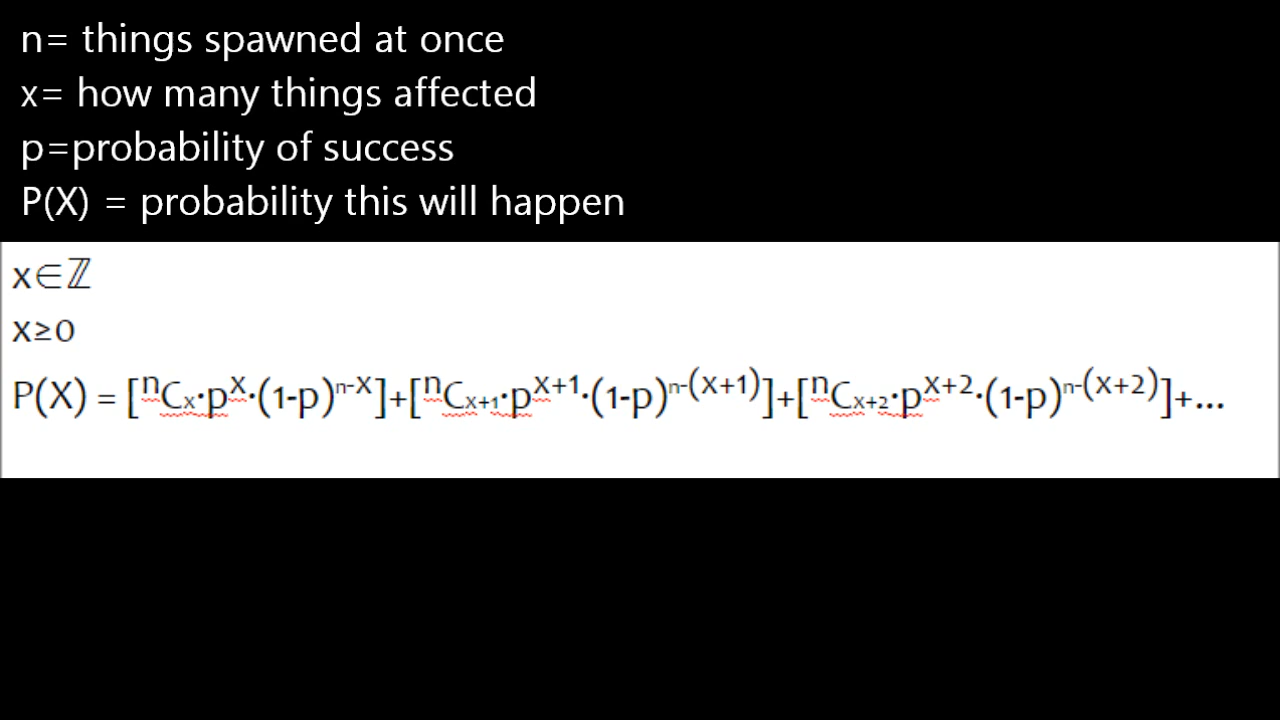 n= things spawned at once
x= how many things affected
p=probability of success
P(X) = probability this will happen
x∈ℤ
x≥0
P(X) = [ⁿCₓ·pˣ·(1-p)ⁿ⁻ˣ]+[ⁿCₓ₊₁·pˣ⁺¹·(1-p)ⁿ⁻⁽ˣ⁺¹⁾]+[ⁿCₓ₊₂·pˣ⁺²·(1-p)ⁿ⁻⁽ˣ⁺²⁾]+...